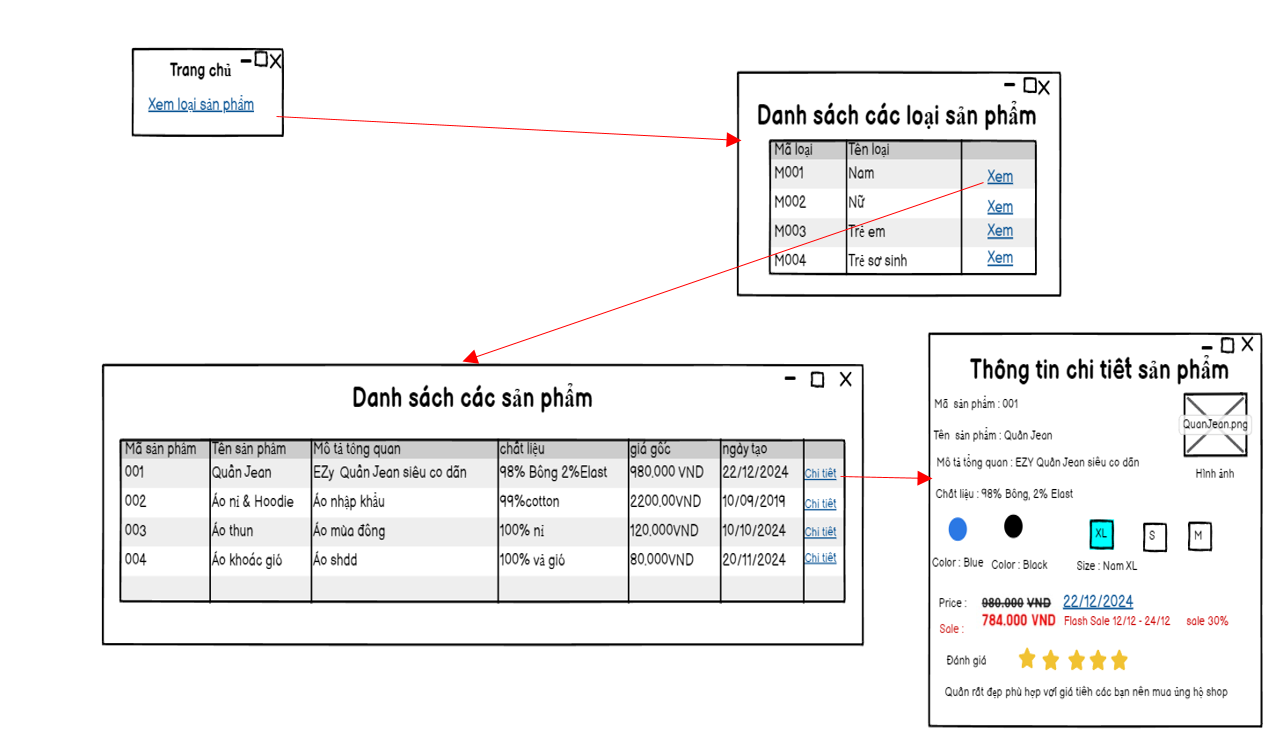 Trang chủ
Xem loại sản phẩm
Danh sách các loại sản phẩm
Mã loại Tên loại
M001 Nam Xem
M002 Nữ Xem
M003 Trẻ em Xem
M004 Trẻ sơ sinh Xem
Danh sách các sản phẩm
Mã sản phẩm Tên sản phẩm Mô tả tổng quan chất liệu giá gốc ngày tạo
001 Quần Jean EZy Quần Jean siêu co dãn 98% Bông 2%Elast 980.000 VND 22/12/2024 Chi tiết
002 Áo nỉ & Hoodie Áo nhập khẩu 99%cotton 2200.00VND 10/09/2019 Chi tiết
003 Áo thun Áo mùa đông 100% nỉ 120.000VND 10/10/2024 Chi tiết
004 Áo khoác gió Áo shdd 100% vả gió 80.000VND 20/11/2024 Chi tiết
Thông tin chi tiết sản phẩm
Mã sản phẩm : 001
QuanJean.png
Tên sản phẩm : Quần Jean
Mô tả tổng quan : EZY Quần Jean siêu co dãn
Hình ảnh
Chất liệu : 98% Bông, 2% Elast
XL S M
Color : Blue Color : Black Size : Nam XL
Price : 980.000 VND 22/12/2024
Sale : 784.000 VND Flash Sale 12/12 - 24/12 sale 30%
Đánh giá
Quần rất đẹp phù hợp vợi giá tiêh các bạn nên mua ủng hộ shop